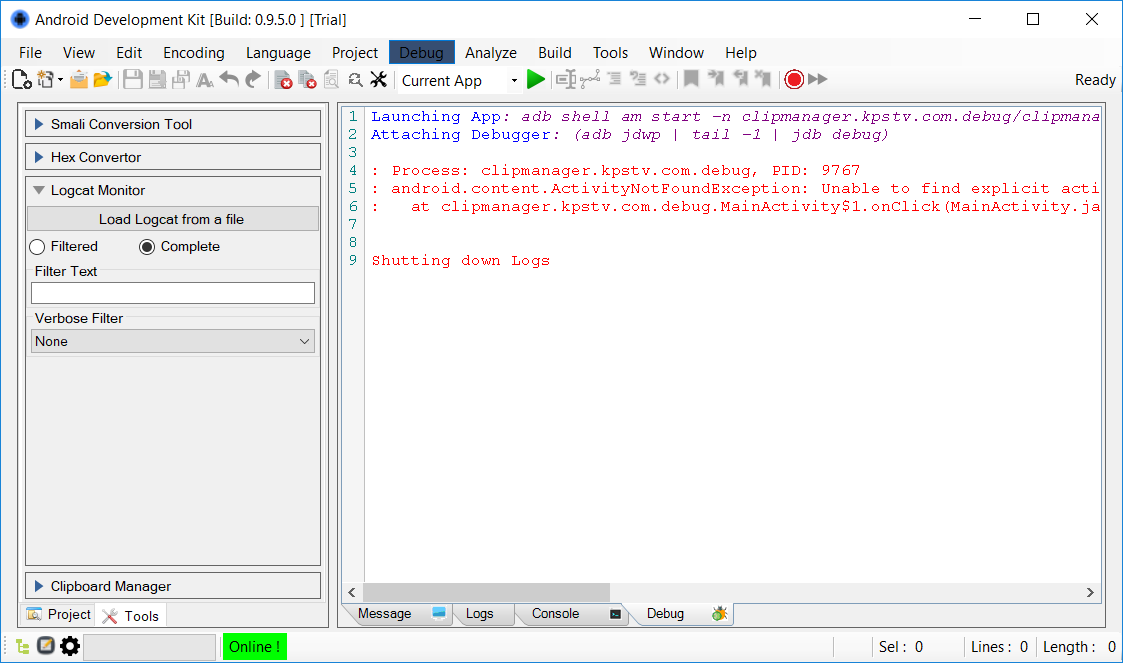 Android Development Kit [Build: 0.9.5.0 ] [Trial]
File View Edit Encoding Language Project Debug Analyze Build Tools Window Help
Current App
Ready
Smali Conversion Tool
Hex Convertor
Logcat Monitor
Load Logcat from a file
Filtered Complete
Filter Text
Verbose Filter
None
Clipboard Manager
Project Tools
1 Launching App: adb shell am start -n clipmanager.kpstv.com.debug/clipmana
2 Attaching Debugger: (adb jdwp | tail -1 | jdb debug)
3
4 : Process: clipmanager.kpstv.com.debug, PID: 9767
5 : android.content.ActivityNotFoundException: Unable to find explicit acti
6 : at clipmanager.kpstv.com.debug.MainActivity$1.onClick(MainActivity.ja
7
8
9 Shutting down Logs
Message Logs Console Debug
Online !
Sel : 0 Lines : 0 Length : 0